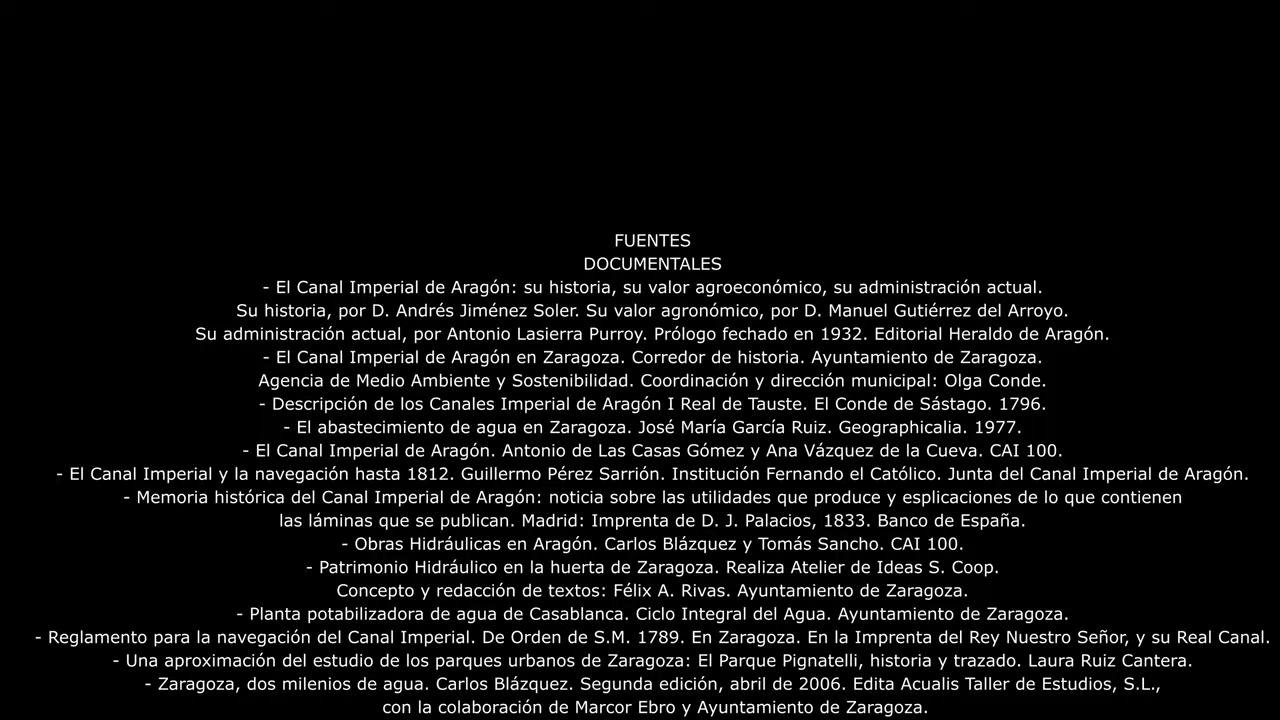 FUENTES
DOCUMENTALES
- El Canal Imperial de Aragón: su historia, su valor agroeconómico, su administración actual.
Su historia, por D. Andrés Jiménez Soler. Su valor agronómico, por D. Manuel Gutiérrez del Arroyo.
Su administración actual, por Antonio Lasierra Purroy. Prólogo fechado en 1932. Editorial Heraldo de Aragón.
- El Canal Imperial de Aragón en Zaragoza. Corredor de historia. Ayuntamiento de Zaragoza.
Agencia de Medio Ambiente y Sostenibilidad. Coordinación y dirección municipal: Olga Conde.
- Descripción de los Canales Imperial de Aragón I Real de Tauste. El Conde de Sástago. 1796.
- El abastecimiento de agua en Zaragoza. José María García Ruiz. Geographicalia. 1977.
- El Canal Imperial de Aragón. Antonio de Las Casas Gómez y Ana Vázquez de la Cueva. CAI 100.
- El Canal Imperial y la navegación hasta 1812. Guillermo Pérez Sarrión. Institución Fernando el Católico. Junta del Canal Imperial de Aragón.
- Memoria histórica del Canal Imperial de Aragón: noticia sobre las utilidades que produce y esplicaciones de lo que contienen
las láminas que se publican. Madrid: Imprenta de D. J. Palacios, 1833. Banco de España.
- Obras Hidráulicas en Aragón. Carlos Blázquez y Tomás Sancho. CAI 100.
- Patrimonio Hidráulico en la huerta de Zaragoza. Realiza Atelier de Ideas S. Coop.
Concepto y redacción de textos: Félix A. Rivas. Ayuntamiento de Zaragoza.
- Planta potabilizadora de agua de Casablanca. Ciclo Integral del Agua. Ayuntamiento de Zaragoza.
- Reglamento para la navegación del Canal Imperial. De Orden de S.M. 1789. En Zaragoza. En la Imprenta del Rey Nuestro Señor, y su Real Canal.
- Una aproximación del estudio de los parques urbanos de Zaragoza: El Parque Pignatelli, historia y trazado. Laura Ruiz Cantera.
- Zaragoza, dos milenios de agua. Carlos Blázquez. Segunda edición, abril de 2006. Edita Acualis Taller de Estudios, S.L.,
con la colaboración de Marcor Ebro y Ayuntamiento de Zaragoza.